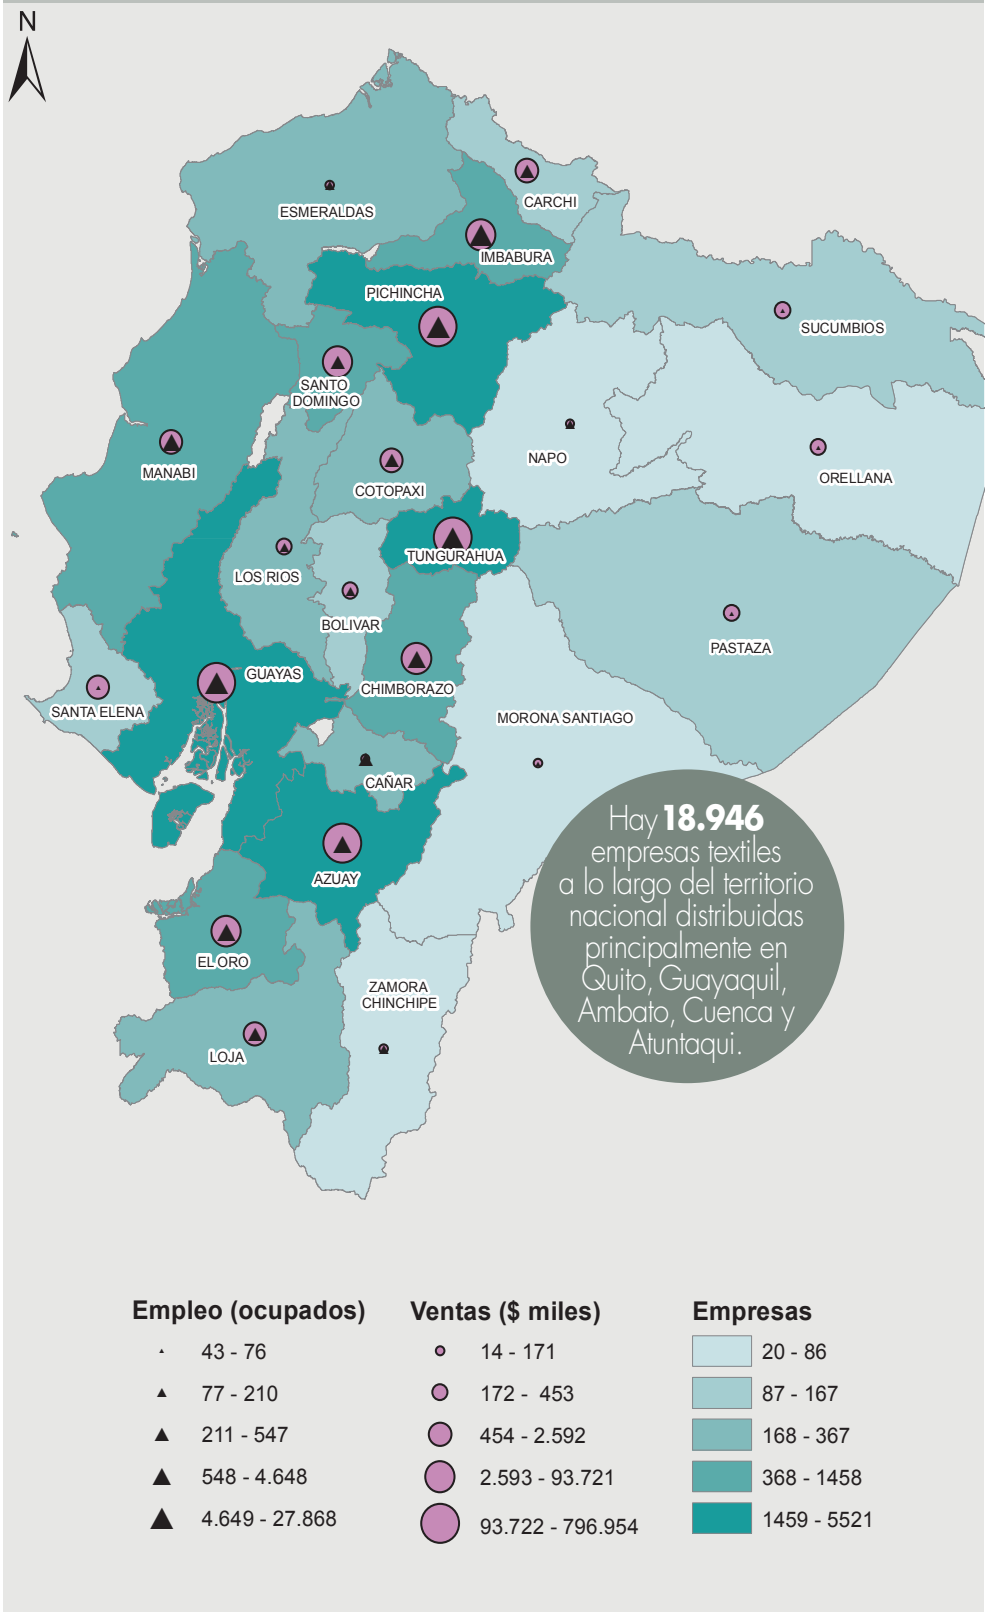 N
CARCHI
ESMERALDAS
IMBABURA
PICHINCHA
SUCUMBIOS
SANTO
DOMINGO
NAPO
MANABI
ORELLANA
COTOPAXI
TUNGURAHUA
LOS RIOS
BOLIVAR
PASTAZA
GUAYAS
CHIMBORAZO
SANTA ELENA
MORONA SANTIAGO
CAÑAR
AZUAY
EL ORO
ZAMORA
CHINCHIPE
LOJA
Hay 18.946
empresas textiles
a lo largo del territorio
nacional distribuidas
principalmente en
Quito, Guayaquil,
Ambato, Cuenca y
Atuntaqui.
Empleo (ocupados)
43 - 76
77 - 210
211 - 547
548 - 4.648
4.649 - 27.868
Ventas ($ miles)
14 - 171
172 - 453
454 - 2.592
2.593 - 93.721
93.722 - 796.954
Empresas
20 - 86
87 - 167
168 - 367
368 - 1458
1459 - 5521